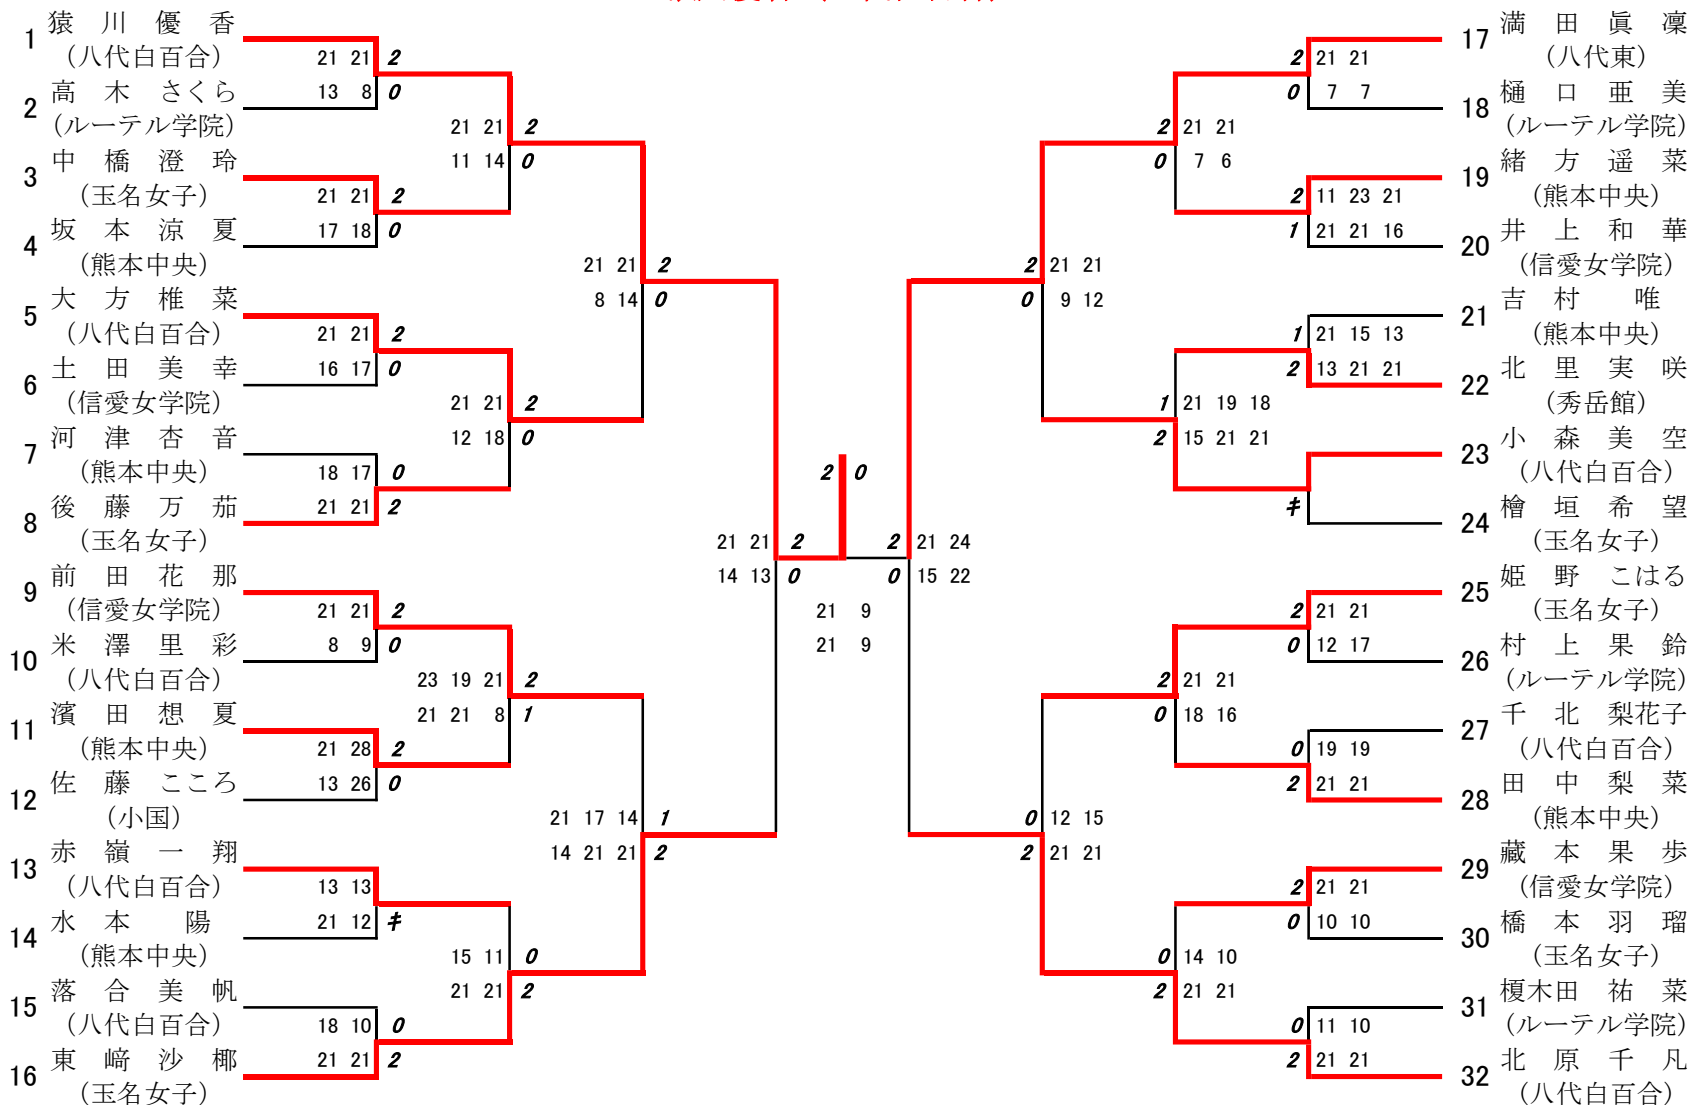 1 猿川優香
(八代白百合)
21 21 2
2 高木さくら
13 8 0
(ルーテル学院)
21 21 2
11 14 0
3 中橋澄玲
(玉名女子)
21 21 2
4 坂本涼夏
17 18 0
(熊本中央)
21 21 2
8 14 0
5 大方椎菜
(八代白百合)
21 21 2
6 土田美幸
16 17 0
(信愛女学院)
21 21 2
12 18 0
7 河津杏音
(熊本中央)
18 17 0
8 後藤万茄
21 21 2
(玉名女子)
21 21 2
14 13 0
9 前田花那
(信愛女学院)
21 21 2
10 米澤里彩
8 9 0
(八代白百合)
23 19 21 2
21 21 8 1
11 濱田想夏
(熊本中央)
21 28 2
12 佐藤こころ
13 26 0
(小国)
21 17 14 1
14 21 21 2
13 赤嶺一翔
(八代白百合)
13 13
14 水本陽
21 12 キ
(熊本中央)
15 11 0
21 21 2
15 落合美帆
(八代白百合)
18 10 0
16 東﨑沙椰
21 21 2
(玉名女子)
2 0
21 9
21 9
17 満田眞凜
(八代東)
2 21 21
18 樋口亜美
0 7 7
(ルーテル学院)
2 21 21
0 7 6
19 緒方遥菜
(熊本中央)
2 11 23 21
20 井上和華
1 21 21 16
(信愛女学院)
2 21 21
0 9 12
21 吉村唯
(熊本中央)
1 21 15 13
22 北里実咲
2 13 21 21
(秀岳館)
1 21 19 18
2 15 21 21
23 小森美空
(八代白百合)
24 檜垣希望
キ
(玉名女子)
2 21 24
0 15 22
25 姫野こはる
(玉名女子)
2 21 21
26 村上果鈴
0 12 17
(ルーテル学院)
2 21 21
0 18 16
27 千北梨花子
(八代白百合)
0 19 19
28 田中梨菜
2 21 21
(熊本中央)
0 12 15
2 21 21
29 藏本果歩
(信愛女学院)
2 21 21
30 橋本羽瑠
0 10 10
(玉名女子)
0 14 10
2 21 21
31 榎木田祐菜
(ルーテル学院)
0 11 10
32 北原千凡
2 21 21
(八代白百合)